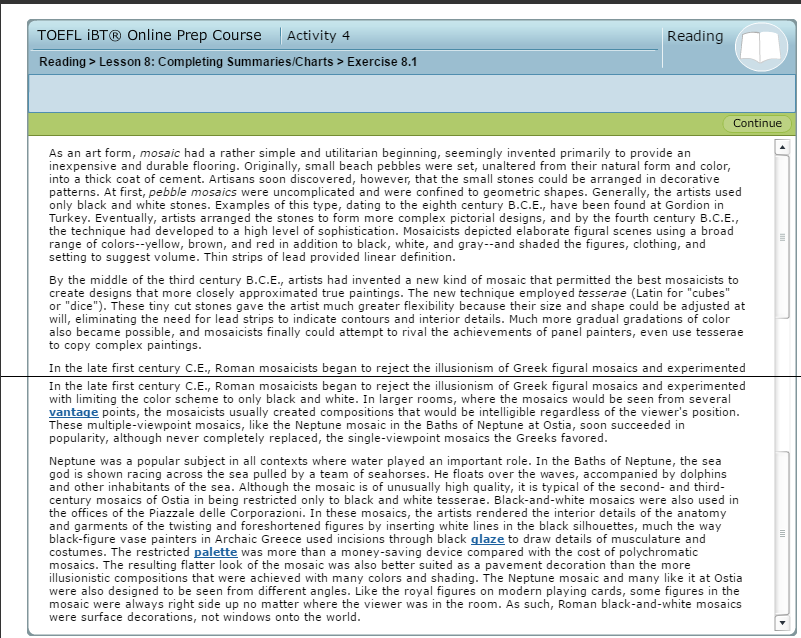 TOEFL iBT® Online Prep Course Activity 4 Reading
Reading > Lesson 8: Completing Summaries/Charts > Exercise 8.1
Continue
As an art form, mosaic had a rather simple and utilitarian beginning, seemingly invented primarily to provide an
inexpensive and durable flooring. Originally, small beach pebbles were set, unaltered from their natural form and color,
into a thick coat of cement. Artisans soon discovered, however, that the small stones could be arranged in decorative
patterns. At first, pebble mosaics were uncomplicated and were confined to geometric shapes. Generally, the artists used
only black and white stones. Examples of this type, dating to the eighth century B.C.E., have been found at Gordion in
Turkey. Eventually, artists arranged the stones to form more complex pictorial designs, and by the fourth century B.C.E.,
the technique had developed to a high level of sophistication. Mosaicists depicted elaborate figural scenes using a broad
range of colors--yellow, brown, and red in addition to black, white, and gray--and shaded the figures, clothing, and
setting to suggest volume. Thin strips of lead provided linear definition.
By the middle of the third century B.C.E., artists had invented a new kind of mosaic that permitted the best mosaicists to
create designs that more closely approximated true paintings. The new technique employed tesserae (Latin for "cubes"
or "dice"). These tiny cut stones gave the artist much greater flexibility because their size and shape could be adjusted at
will, eliminating the need for lead strips to indicate contours and interior details. Much more gradual gradations of color
also became possible, and mosaicists finally could attempt to rival the achievements of panel painters, even use tesserae
to copy complex paintings.
In the late first century C.E., Roman mosaicists began to reject the illusionism of Greek figural mosaics and experimented
In the late first century C.E., Roman mosaicists began to reject the illusionism of Greek figural mosaics and experimented
with limiting the color scheme to only black and white. In larger rooms, where the mosaics would be seen from several
vantage points, the mosaicists usually created compositions that would be intelligible regardless of the viewer's position.
These multiple-viewpoint mosaics, like the Neptune mosaic in the Baths of Neptune at Ostia, soon succeeded in
popularity, although never completely replaced, the single-viewpoint mosaics the Greeks favored.
Neptune was a popular subject in all contexts where water played an important role. In the Baths of Neptune, the sea
god is shown racing across the sea pulled by a team of seahorses. He floats over the waves, accompanied by dolphins
and other inhabitants of the sea. Although the mosaic is of unusually high quality, it is typical of the second- and third-
century mosaics of Ostia in being restricted only to black and white tesserae. Black-and-white mosaics were also used in
the offices of the Piazzale delle Corporazioni. In these mosaics, the artists rendered the interior details of the anatomy
and garments of the twisting and foreshortened figures by inserting white lines in the black silhouettes, much the way
black-figure vase painters in Archaic Greece used incisions through black glaze to draw details of musculature and
costumes. The restricted palette was more than a money-saving device compared with the cost of polychromatic
mosaics. The resulting flatter look of the mosaic was also better suited as a pavement decoration than the more
illusionistic compositions that were achieved with many colors and shading. The Neptune mosaic and many like it at Ostia
were also designed to be seen from different angles. Like the royal figures on modern playing cards, some figures in the
mosaic were always right side up no matter where the viewer was in the room. As such, Roman black-and-white mosaics
were surface decorations, not windows onto the world.